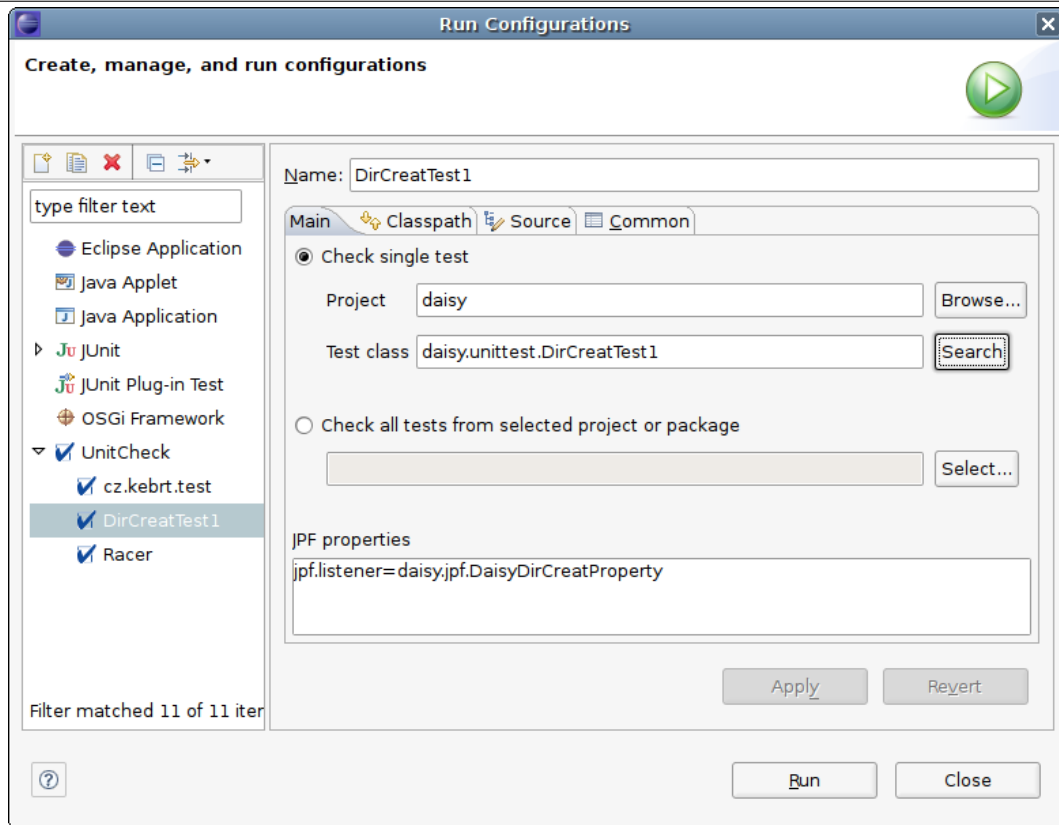 Run Configurations
Create, manage, and run configurations
type filter text
Eclipse Application
Java Applet
Java Application
JUnit
JUnit Plug-in Test
OSGi Framework
UnitCheck
cz.kebrt.test
DirCreatTest1
Racer
Filter matched 11 of 11 iter
Name: DirCreatTest1
Main Classpath Source Common
Check single test
Project daisy Browse...
Test class daisy.unittest.DirCreatTest1 Search
Check all tests from selected project or package
Select...
JPF properties
jpf.listener=daisy.jpf.DaisyDirCreatProperty
Apply Revert
Run Close